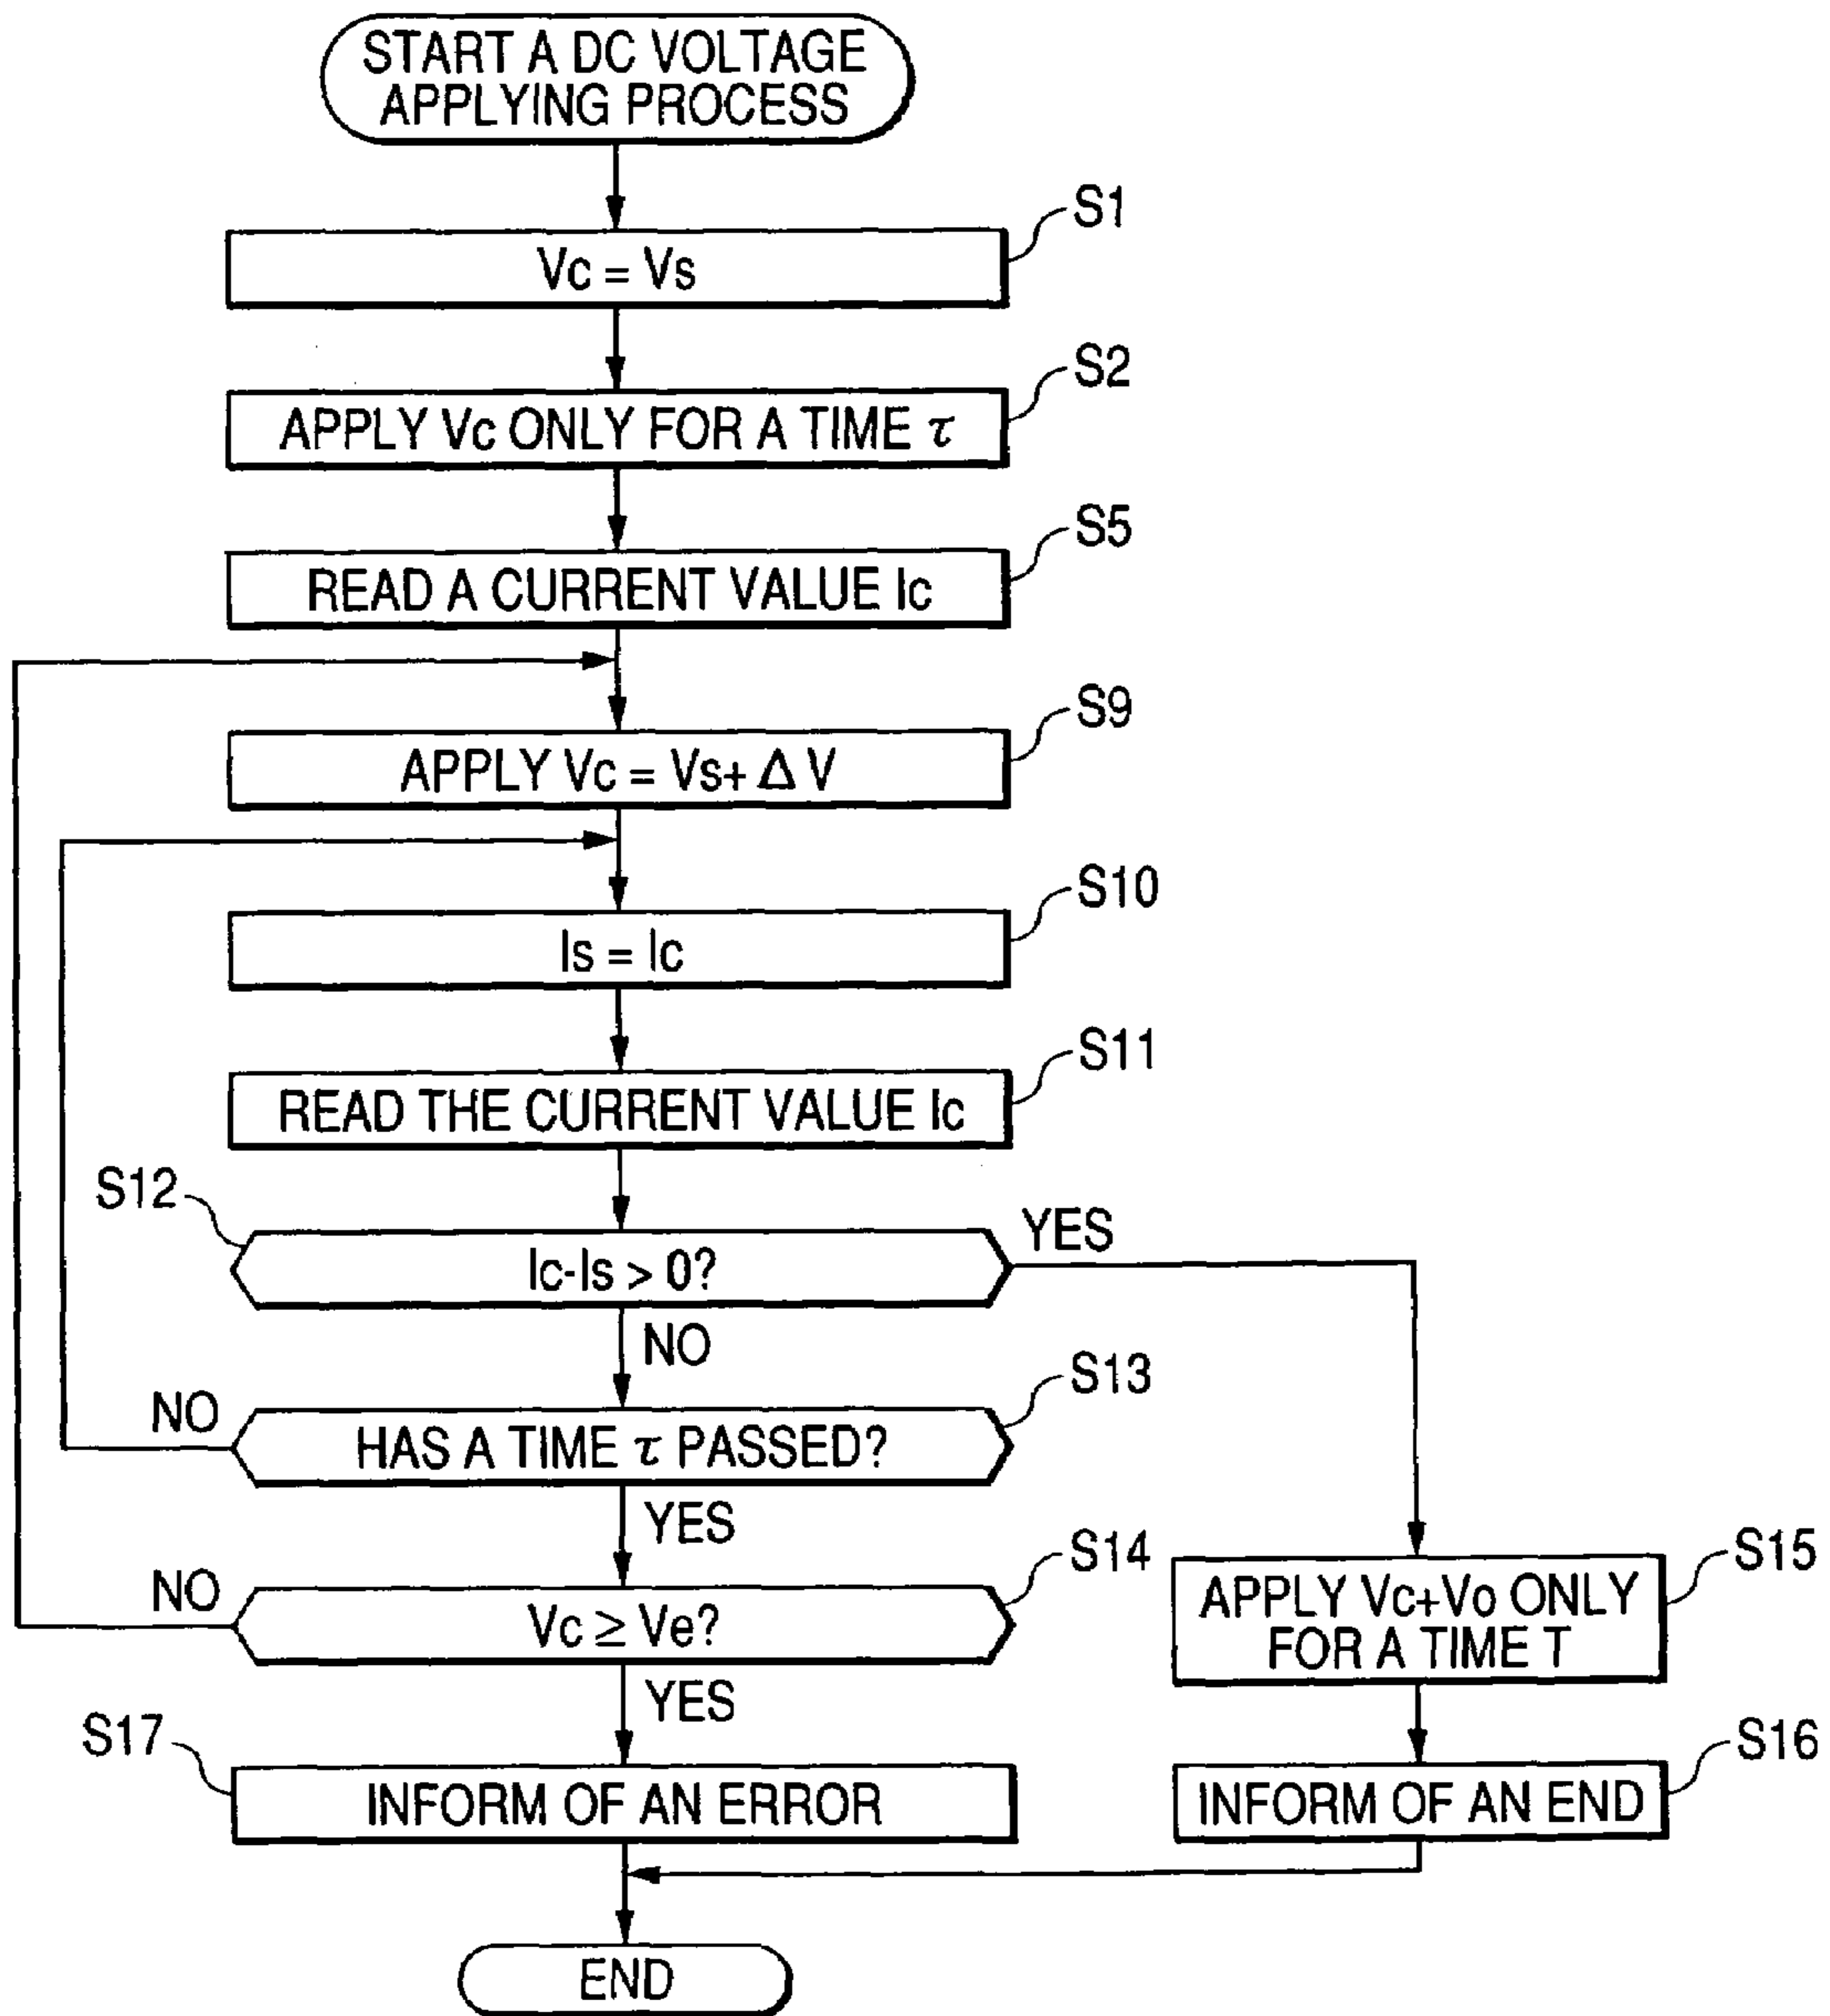 START A DC VOLTAGE
APPLYING PROCESS
S1
Vc = Vs
S2
APPLY Vc ONLY FOR A TIME τ
S5
READ A CURRENT VALUE Ic
S9
APPLY Vc = Vs+ Δ V
S10
Is = Ic
S11
READ THE CURRENT VALUE Ic
S12
Ic-Is > 0?
YES
NO
S13
NO
HAS A TIME τ PASSED?
YES
S14
NO
Vc ≥ Ve?
YES
S15
APPLY Vc+Vo ONLY
FOR A TIME T
S17
INFORM OF AN ERROR
S16
INFORM OF AN END
END